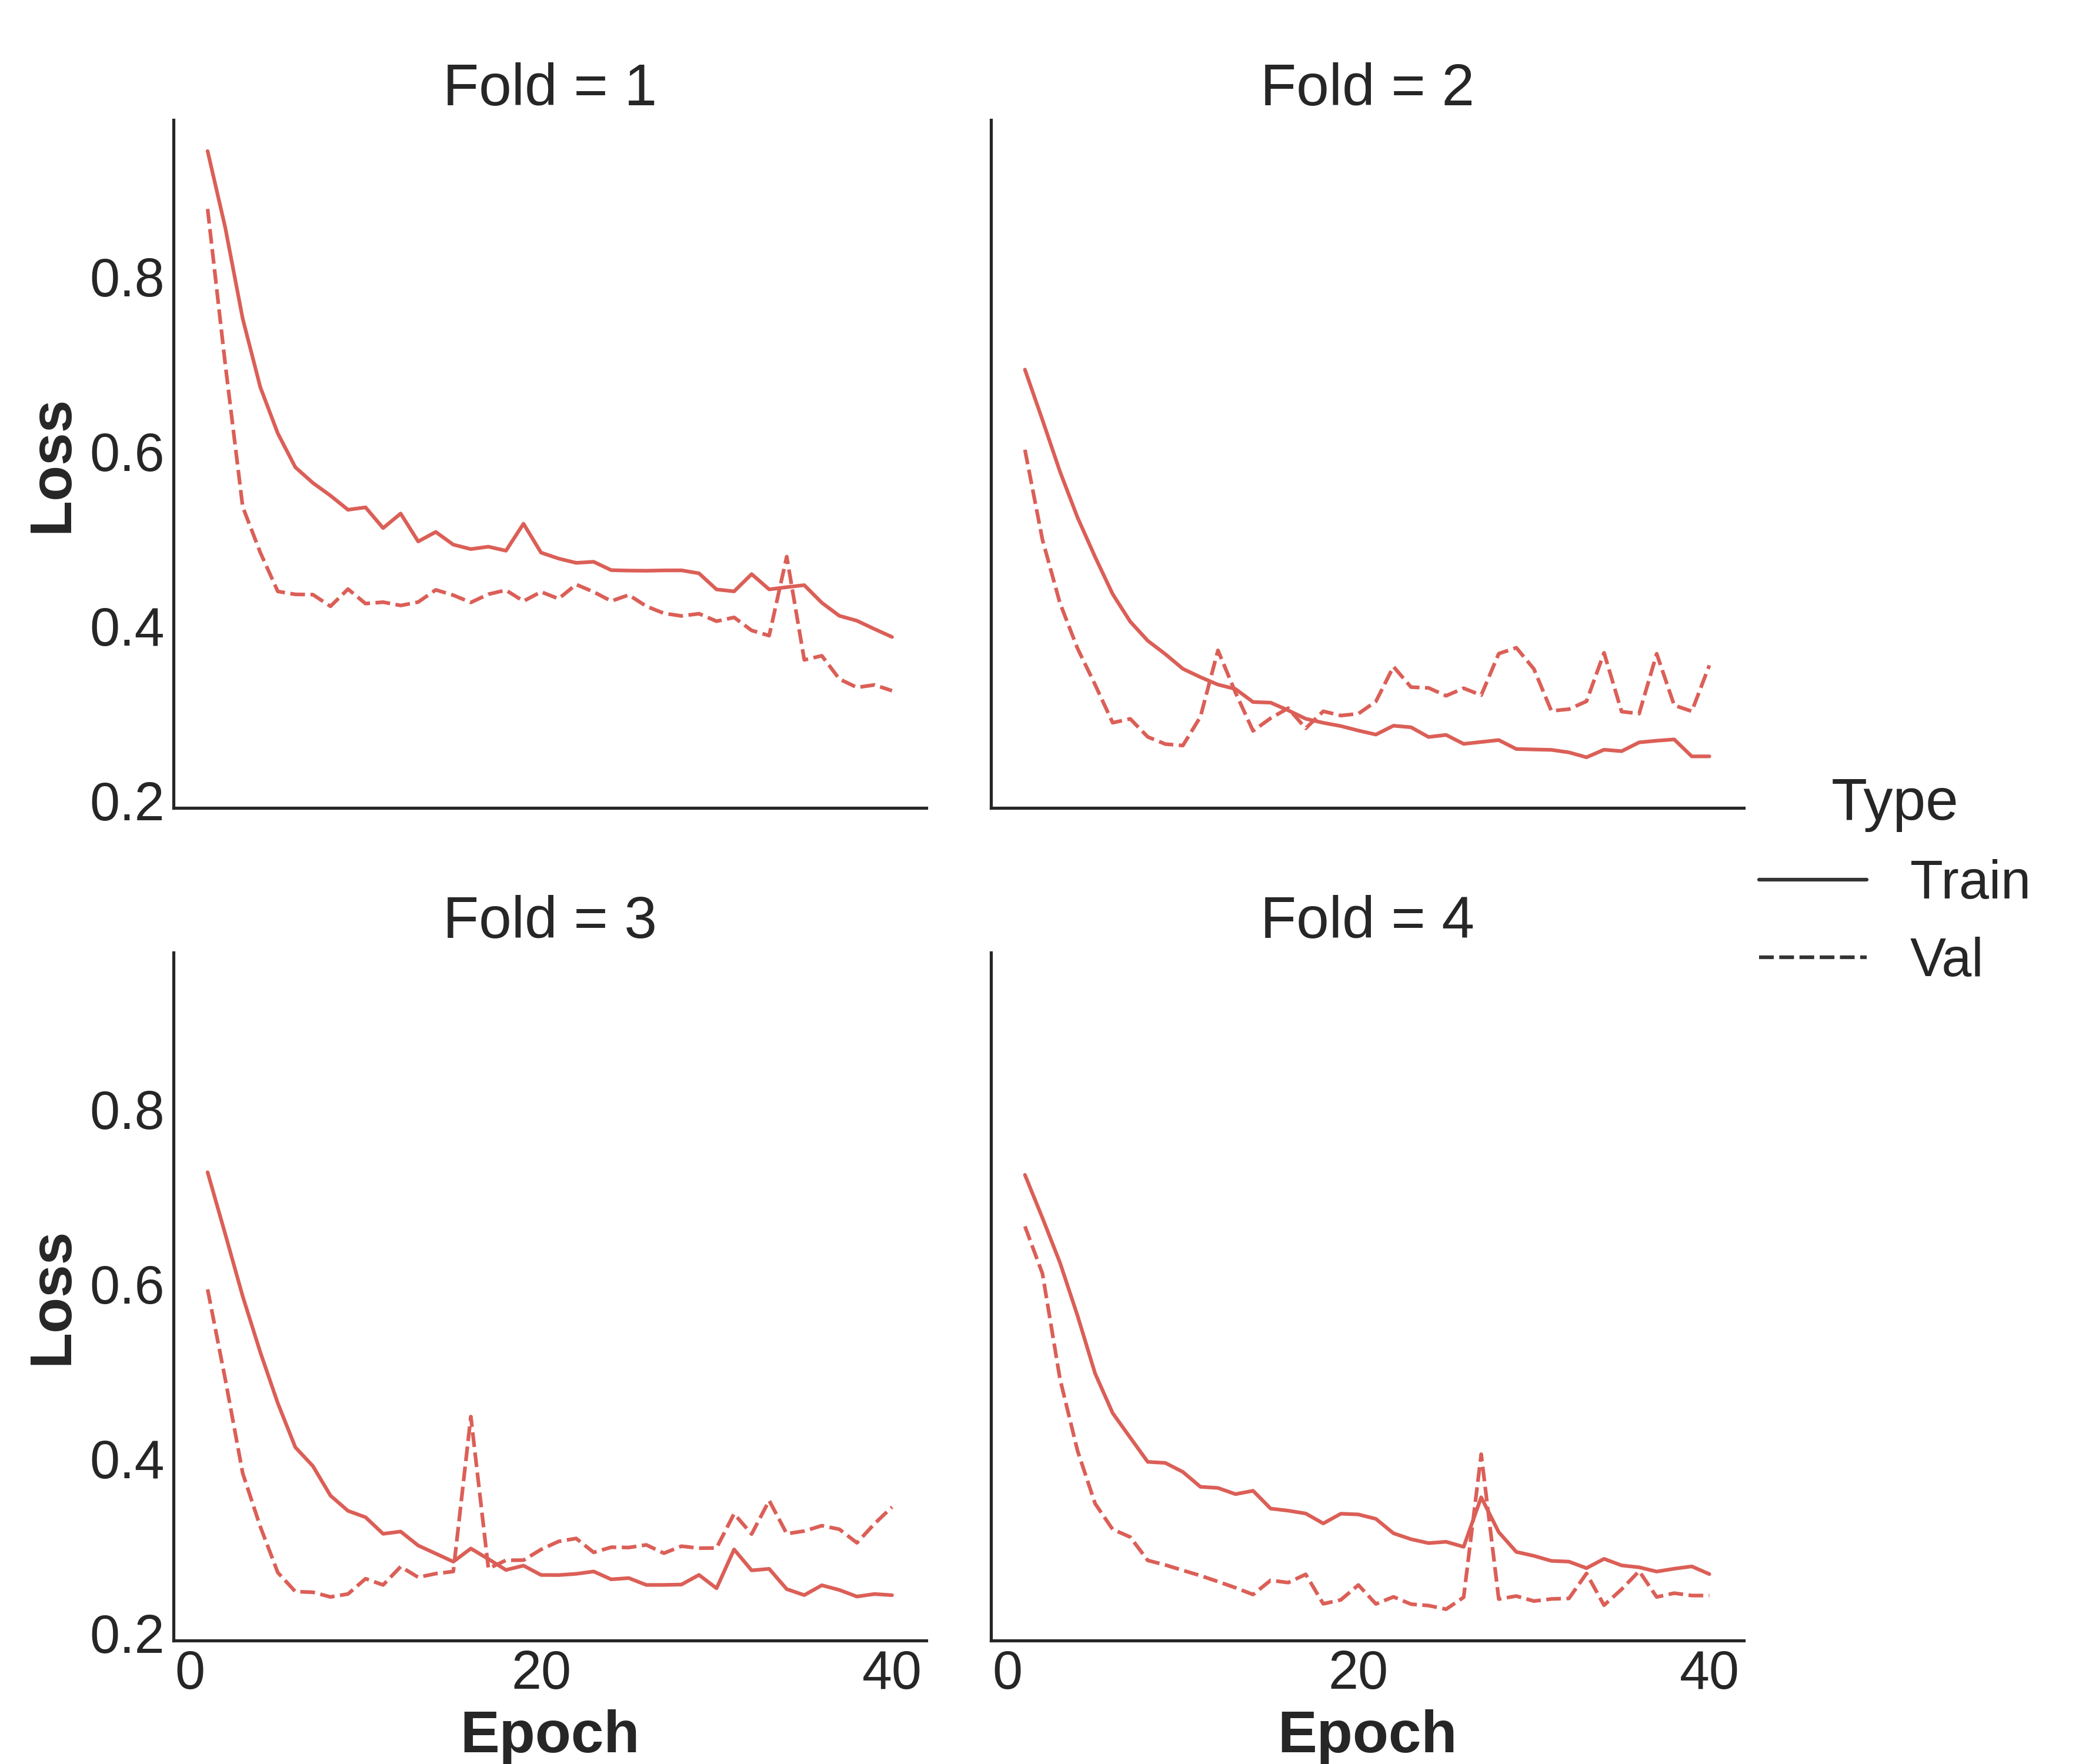 Fold = 1
Fold = 2
Loss
0.8
0.6
0.4
0.2
Type
Train
Val
Fold = 3
Fold = 4
Loss
0.8
0.6
0.4
0.2
0 20 40
0 20 40
Epoch
Epoch